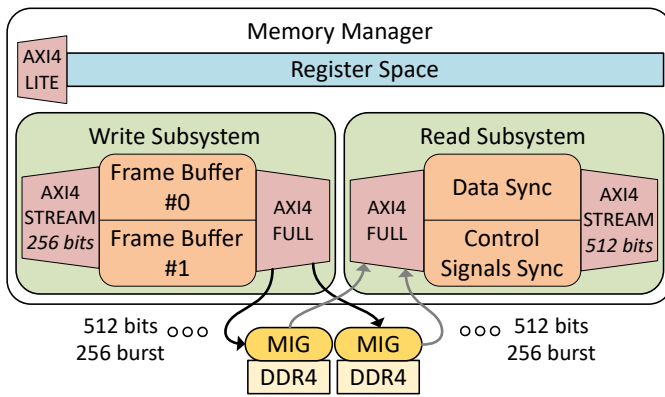 Memory Manager
AXI4
LITE
Register Space
Write Subsystem
AXI4
STREAM
256 bits
Frame Buffer
#0
Frame Buffer
#1
AXI4
FULL
Read Subsystem
AXI4
FULL
Data Sync
Control
Signals Sync
AXI4
STREAM
512 bits
512 bits
256 burst
MIG
DDR4
MIG
DDR4
512 bits
256 burst